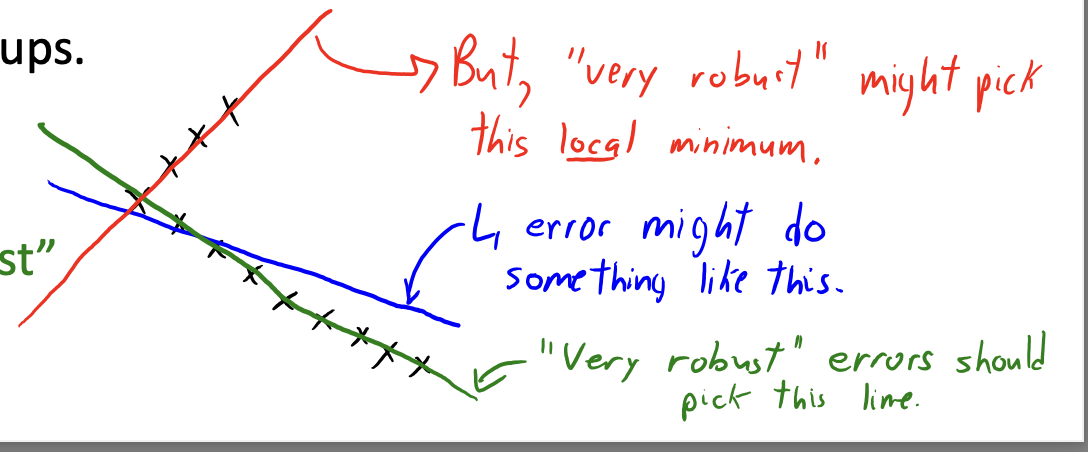 ups.
But, "very robust" might pick
this local minimum.
L1 error might do
something like this.
st”
"Very robust" errors should
pick this line.